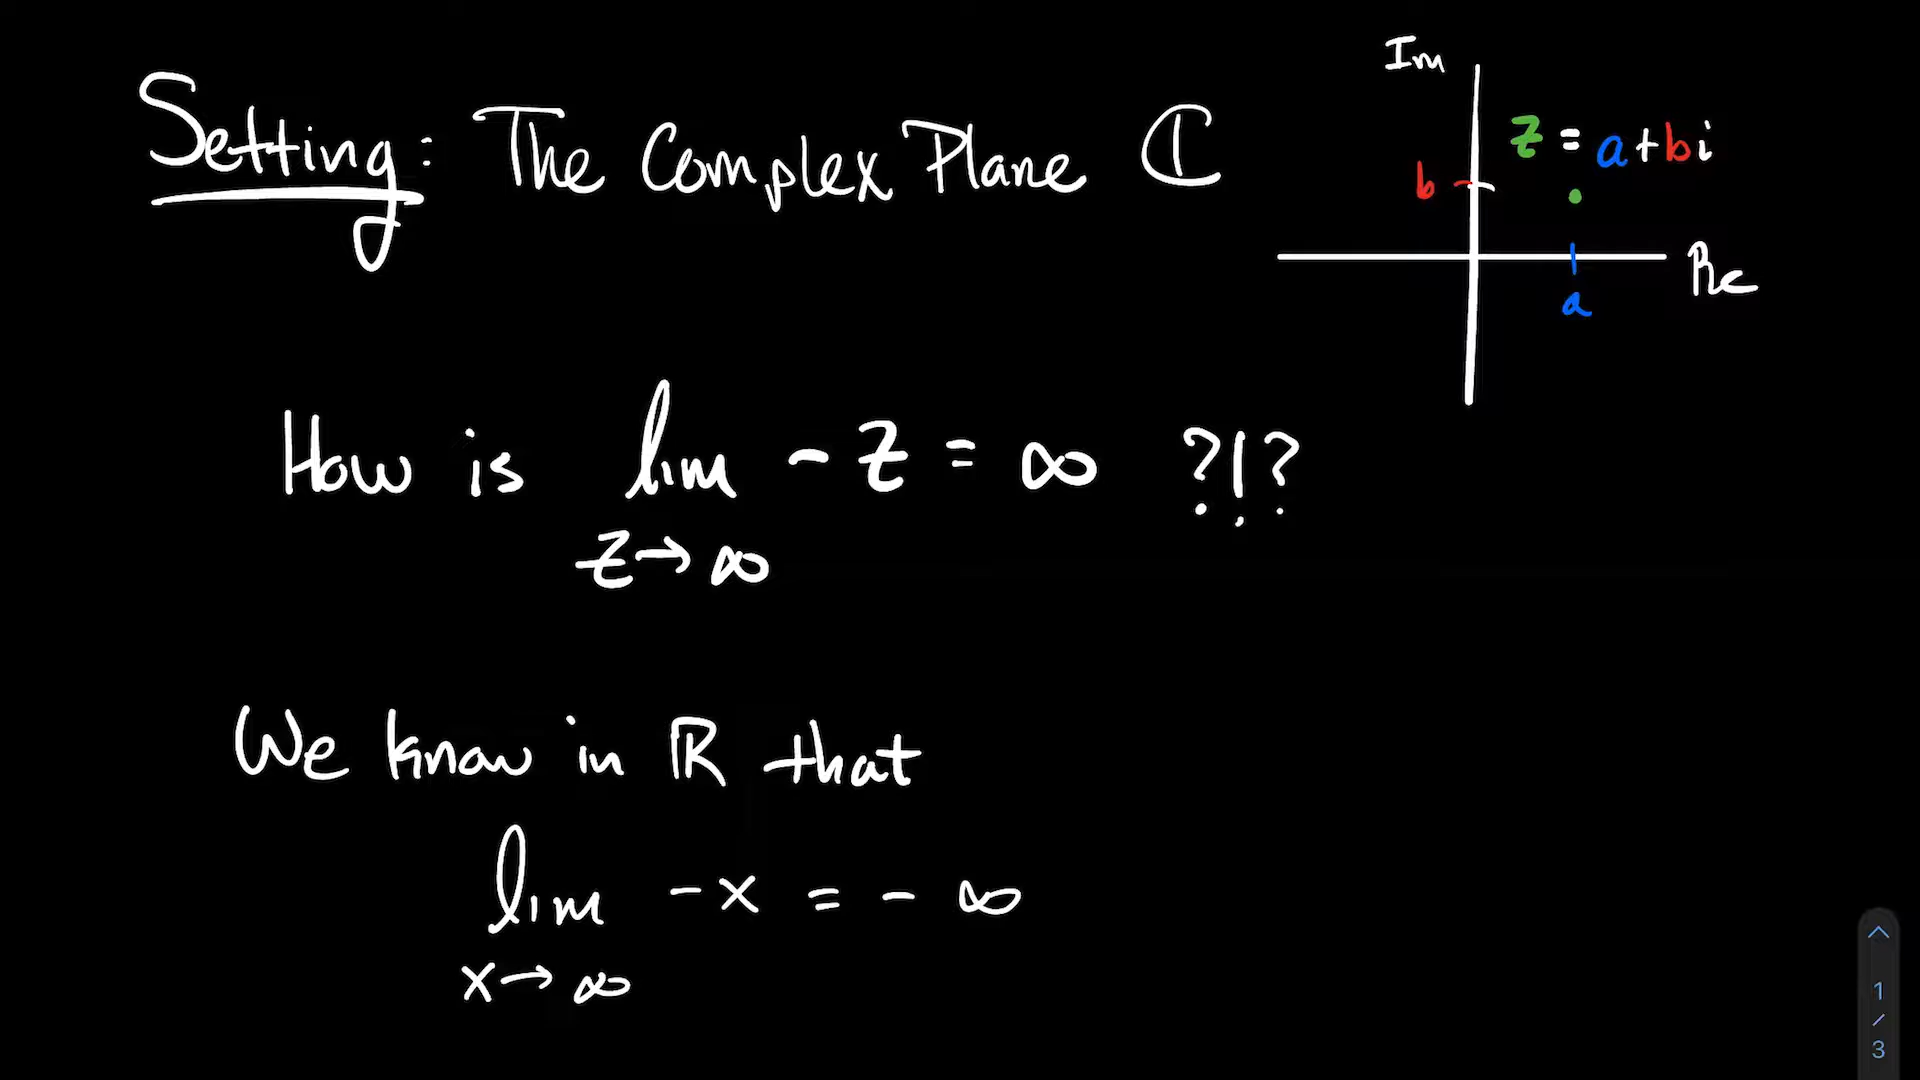 Setting: The Complex Plane ℂ
Im
z = a+bi
b
Re
a
How is lim -z = ∞ ?!?
z→∞
We know in ℝ that
lim -x = -∞
x→∞
1
/
3